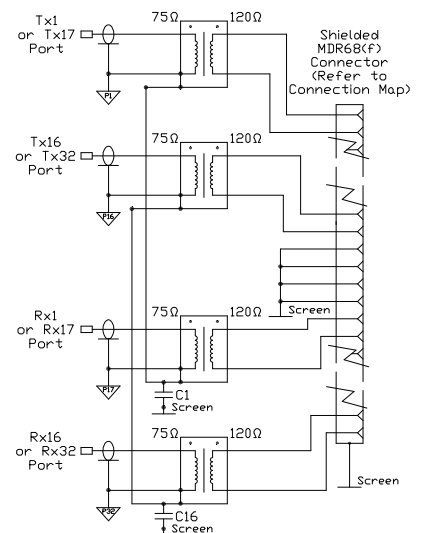 Tx1
or Tx17
Port
75Ω
120Ω
P1
Shielded
MDR68(f)
Connector
(Refer to
Connection Map)
Tx16
or Tx32
Port
75Ω
120Ω
P16
Screen
Rx1
or Rx17
Port
75Ω
120Ω
P17
C1
Screen
Rx16
or Rx32
Port
75Ω
120Ω
P32
C16
Screen
Screen